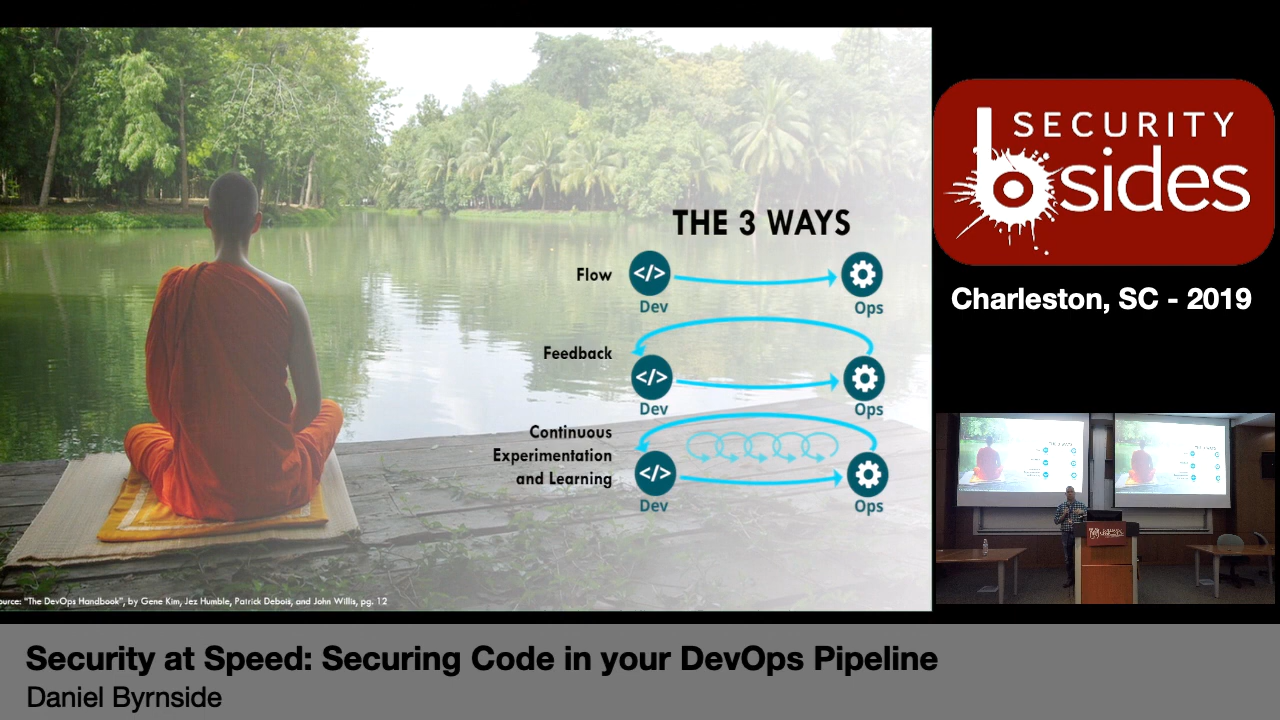 THE 3 WAYS
Flow
Dev
Ops
Feedback
Dev
Ops
Continuous
Experimentation
and Learning
Dev
Ops
ource: "The DevOps Handbook", by Gene Kim, Jez Humble, Patrick Debois, and John Willis, pg. 12
SECURITY
bsides
Charleston, SC - 2019
Security at Speed: Securing Code in your DevOps Pipeline
Daniel Byrnside